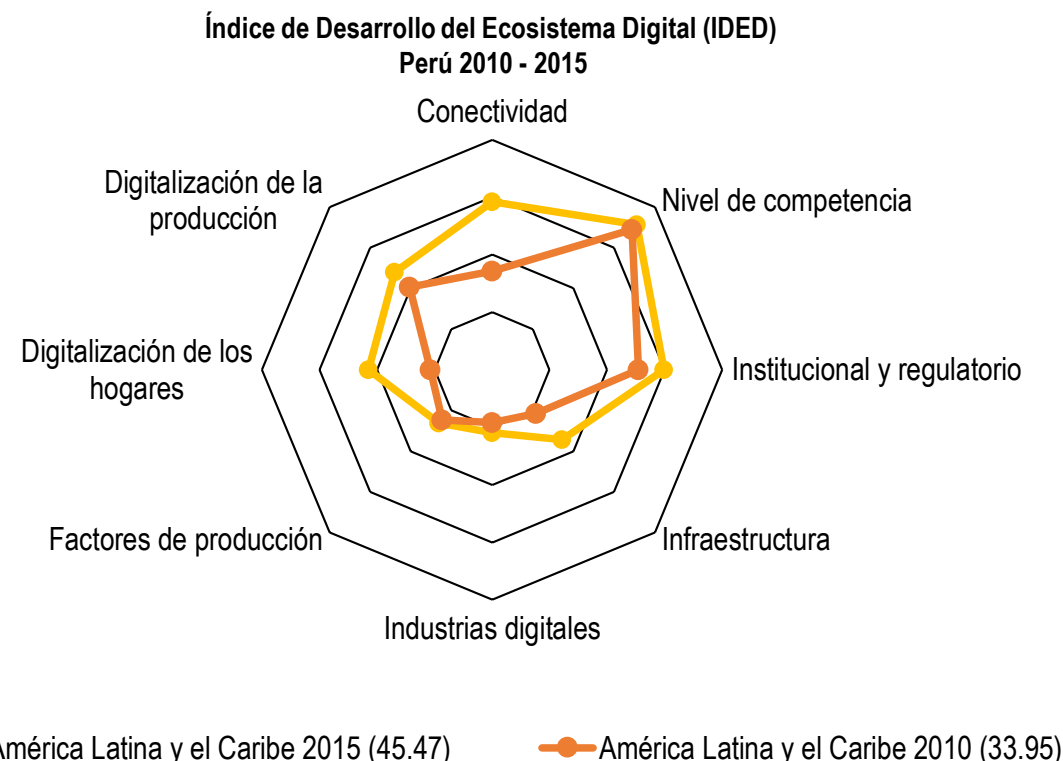 Índice de Desarrollo del Ecosistema Digital (IDED)
Perú 2010 - 2015
Conectividad
Digitalización de la
producción
Nivel de competencia
Digitalización de los
hogares
Institucional y regulatorio
Factores de producción
Infraestructura
Industrias digitales
América Latina y el Caribe 2015 (45.47)
América Latina y el Caribe 2010 (33.95)